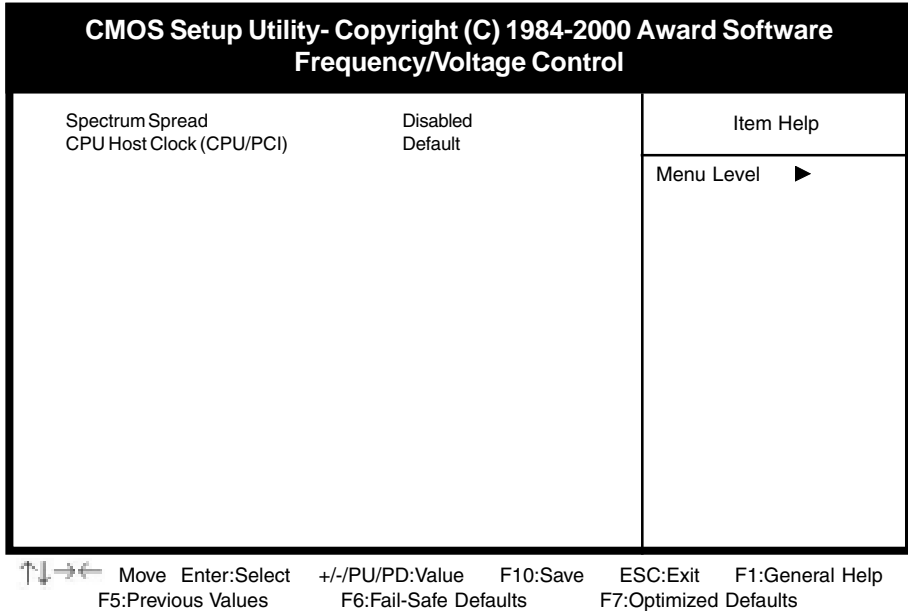 CMOS Setup Utility- Copyright (C) 1984-2000 Award Software
Frequency/Voltage Control
Spectrum Spread Disabled
CPU Host Clock (CPU/PCI) Default
Item Help
Menu Level ▶
↑↓→← Move Enter:Select +/-/PU/PD:Value F10:Save ESC:Exit F1:General Help
F5:Previous Values F6:Fail-Safe Defaults F7:Optimized Defaults